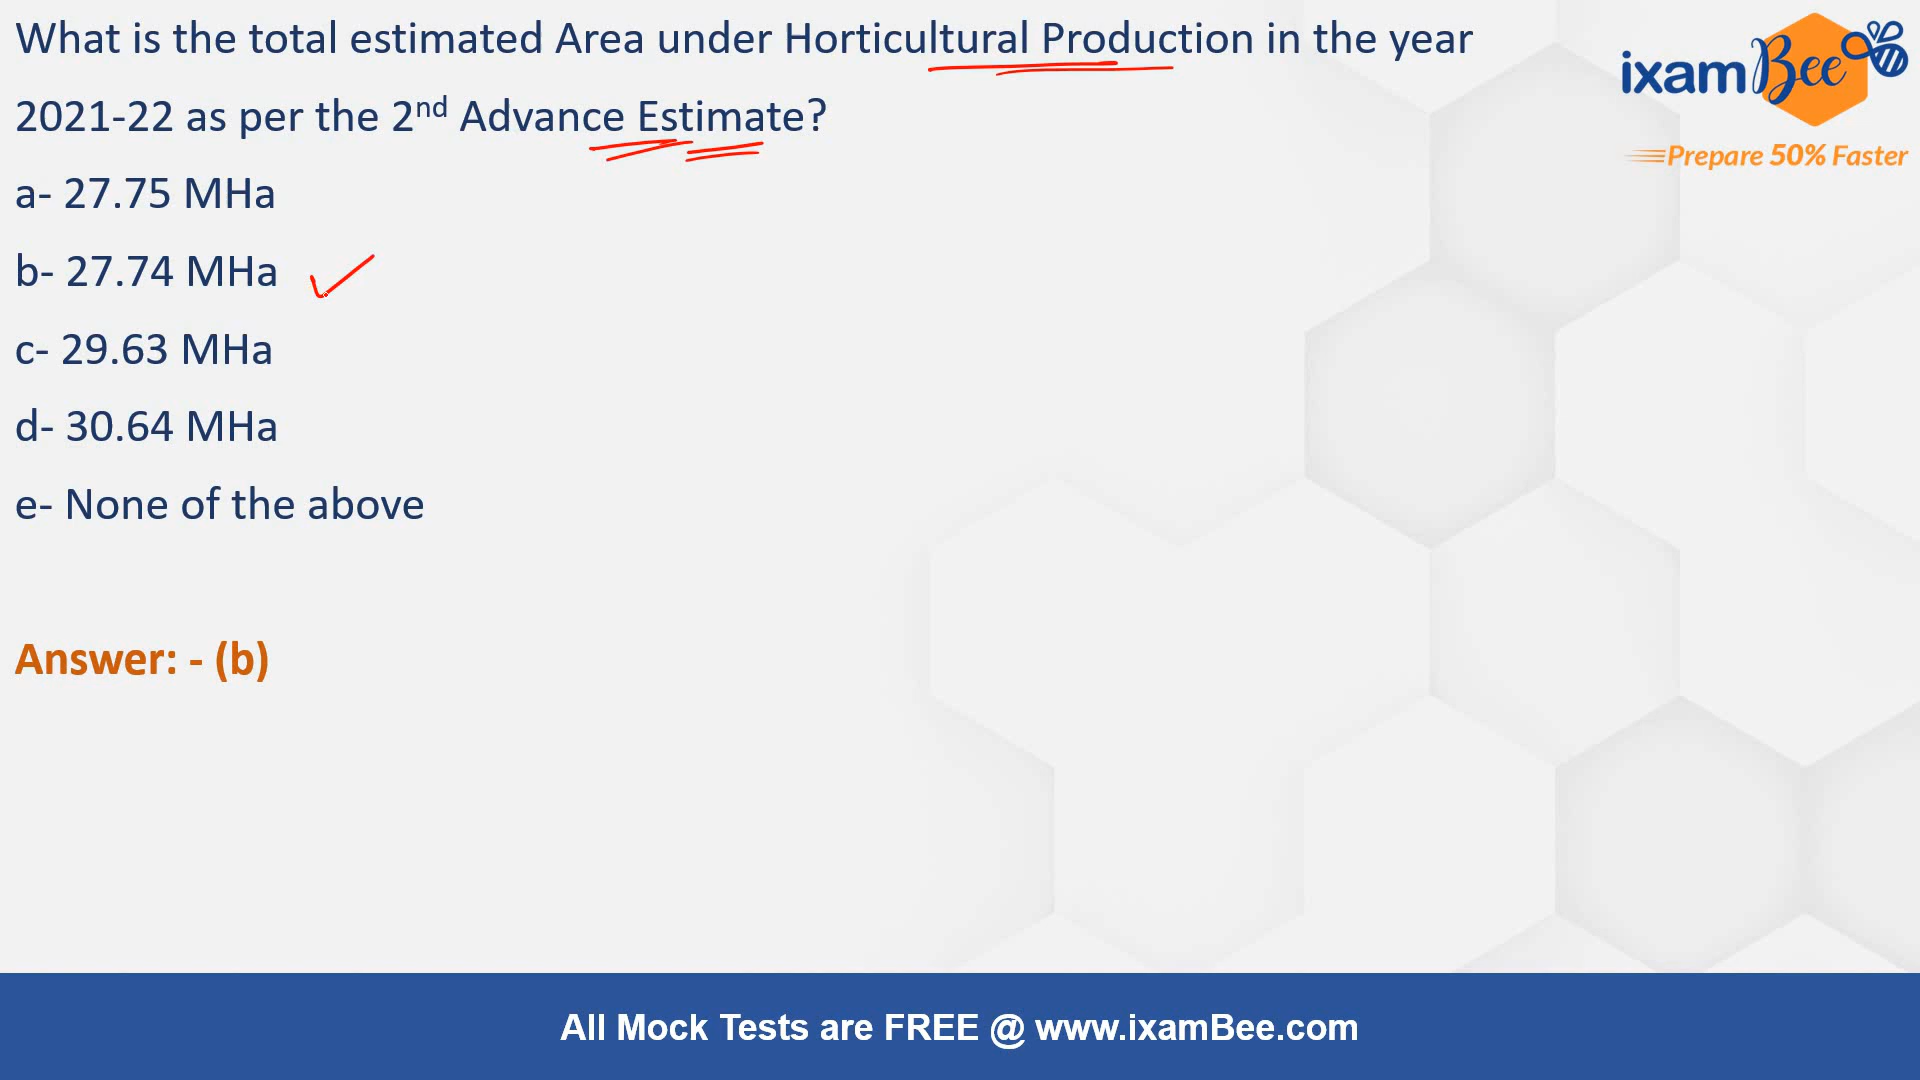 What is the total estimated Area under Horticultural Production in the year
2021-22 as per the 2nd Advance Estimate?
a- 27.75 MHa
b- 27.74 MHa
c- 29.63 MHa
d- 30.64 MHa
e- None of the above
Answer: - (b)
ixamBee
Prepare 50% Faster
All Mock Tests are FREE @ www.ixamBee.com